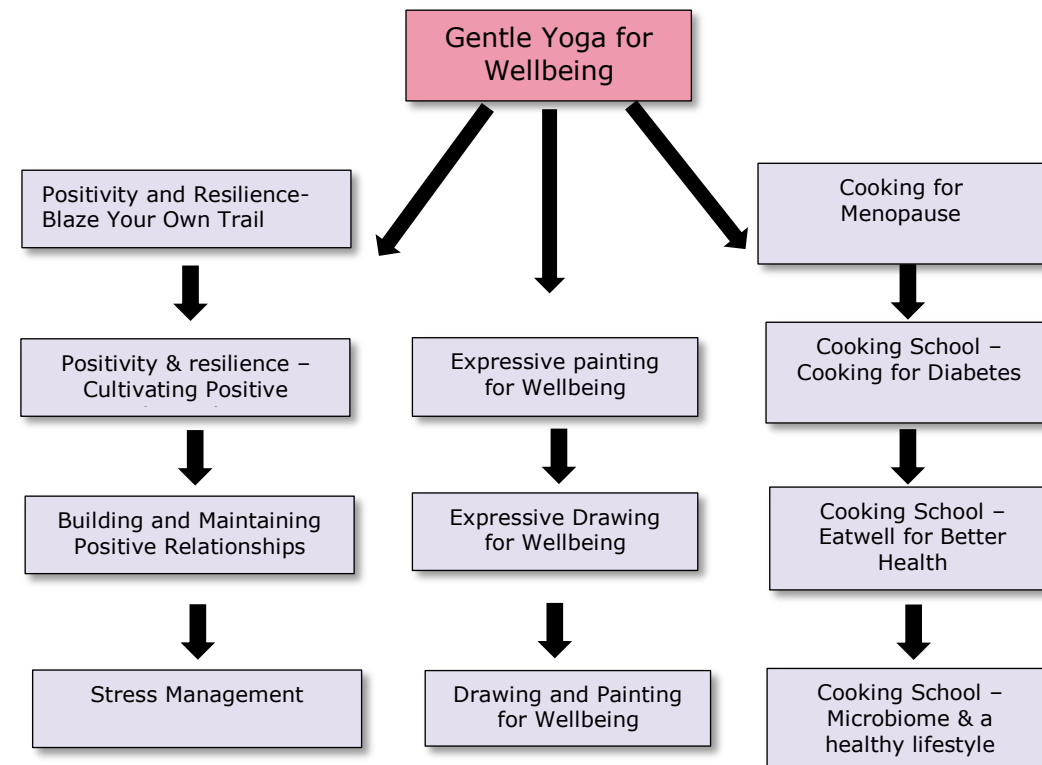 Gentle Yoga for
Wellbeing
Positivity and Resilience-
Blaze Your Own Trail
Positivity & resilience –
Cultivating Positive
Building and Maintaining
Positive Relationships
Stress Management
Expressive painting
for Wellbeing
Expressive Drawing
for Wellbeing
Drawing and Painting
for Wellbeing
Cooking for
Menopause
Cooking School –
Cooking for Diabetes
Cooking School –
Eatwell for Better
Health
Cooking School –
Microbiome & a
healthy lifestyle